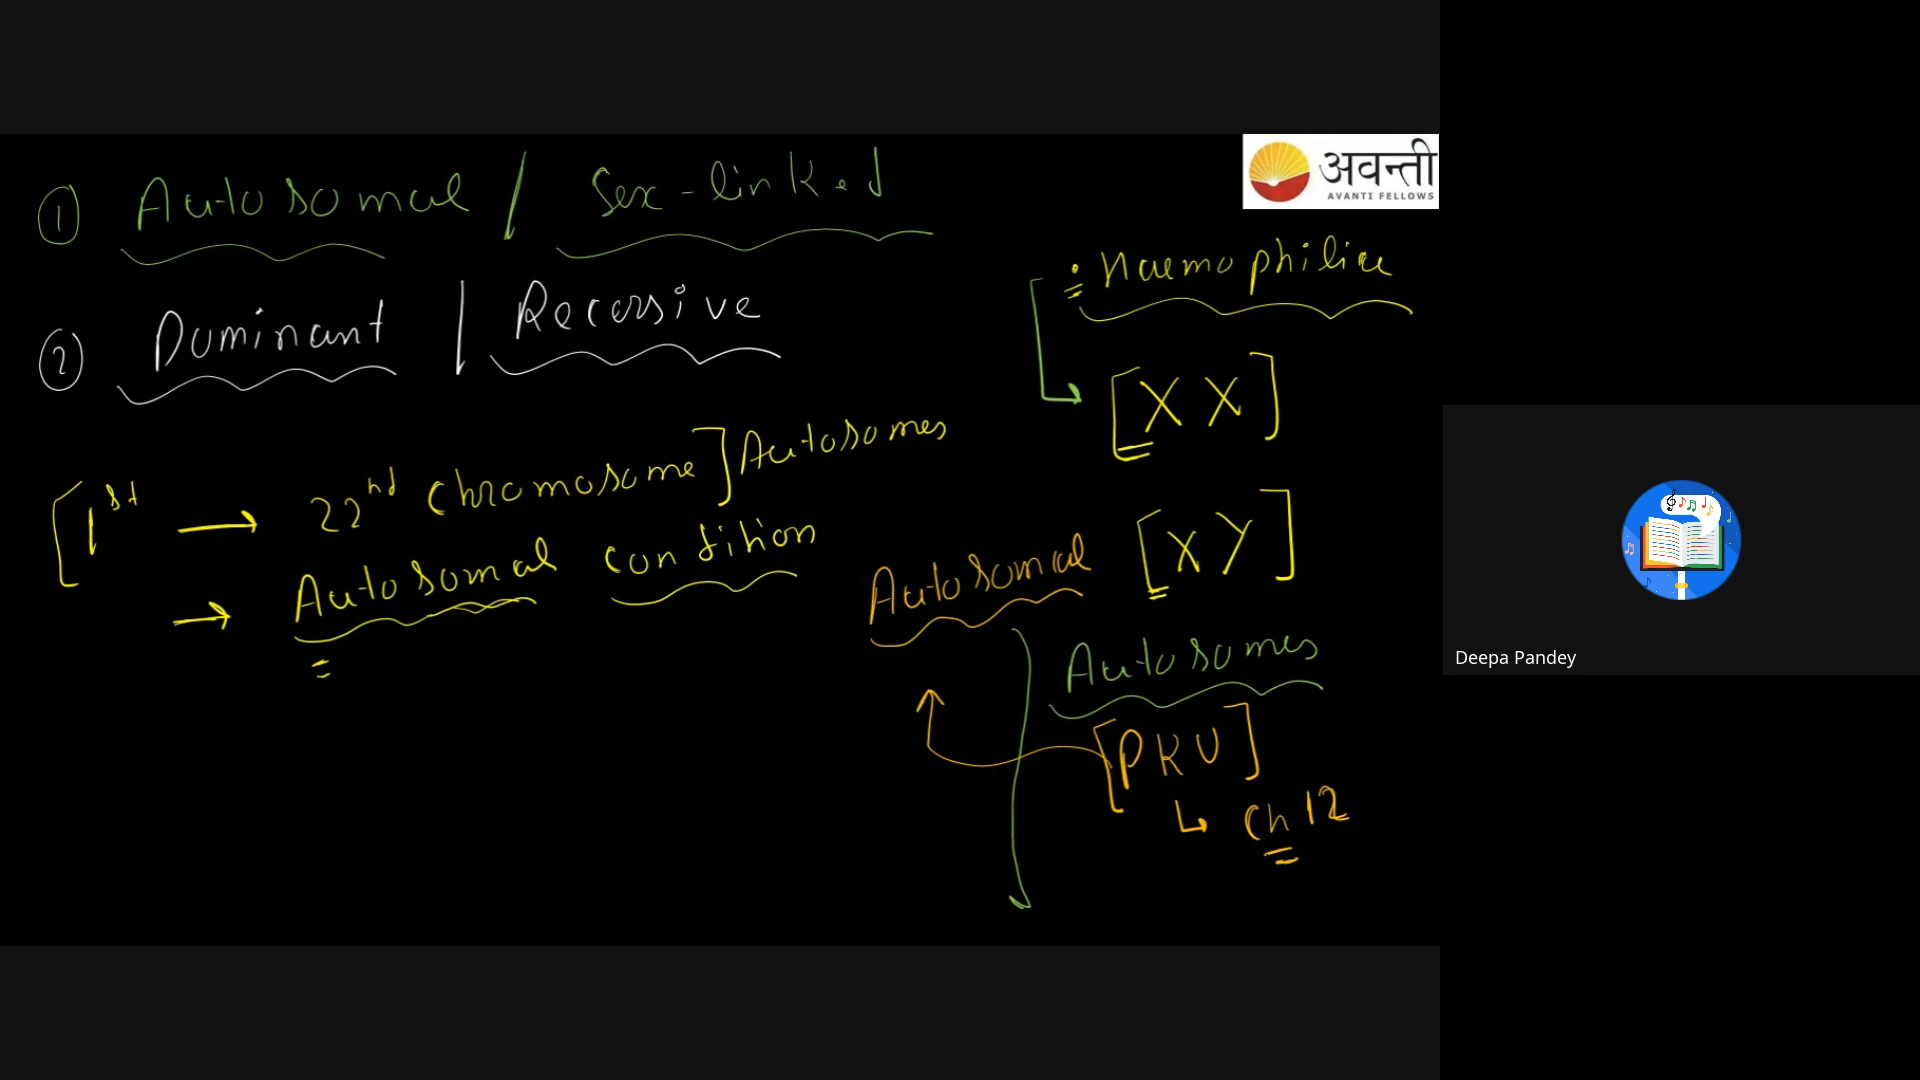 ① Autosomal / Sex-linked
② Dominant / Recessive
[1st → 22nd Chromosome] Autosomes
→ Autosomal condition
अवन्ती
AVANTI FELLOWS
: Haemophilia
[X X]
[X Y]
Autosomal
Autosomes
[PKU]
↳ Ch 12
Deepa Pandey